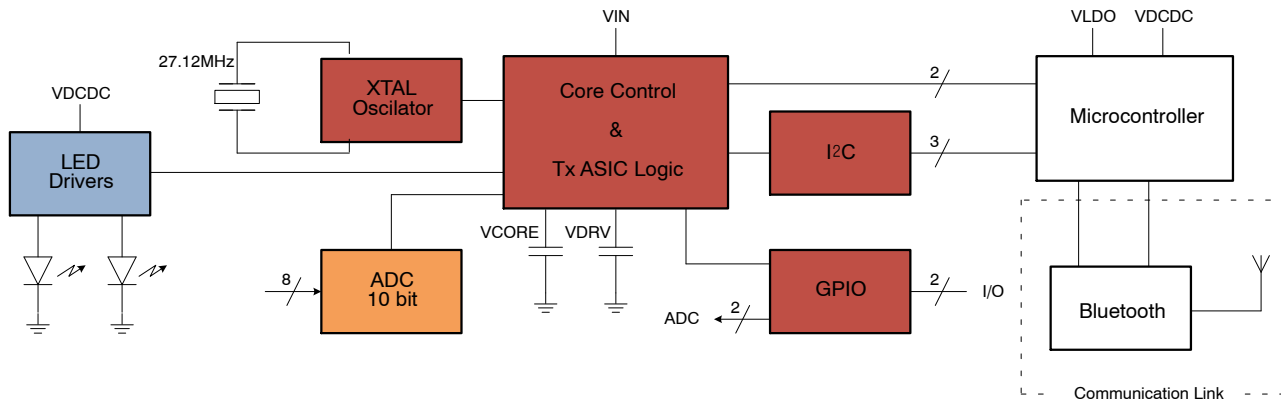 VIN
VLDO
VDCDC
27.12MHz
XTAL
Oscilator
Core Control
&
Tx ASIC Logic
2
Microcontroller
VDCDC
LED
Drivers
I²C
3
VCORE
VDRV
8
ADC
10 bit
GPIO
2
I/O
ADC
2
Bluetooth
Communication Link